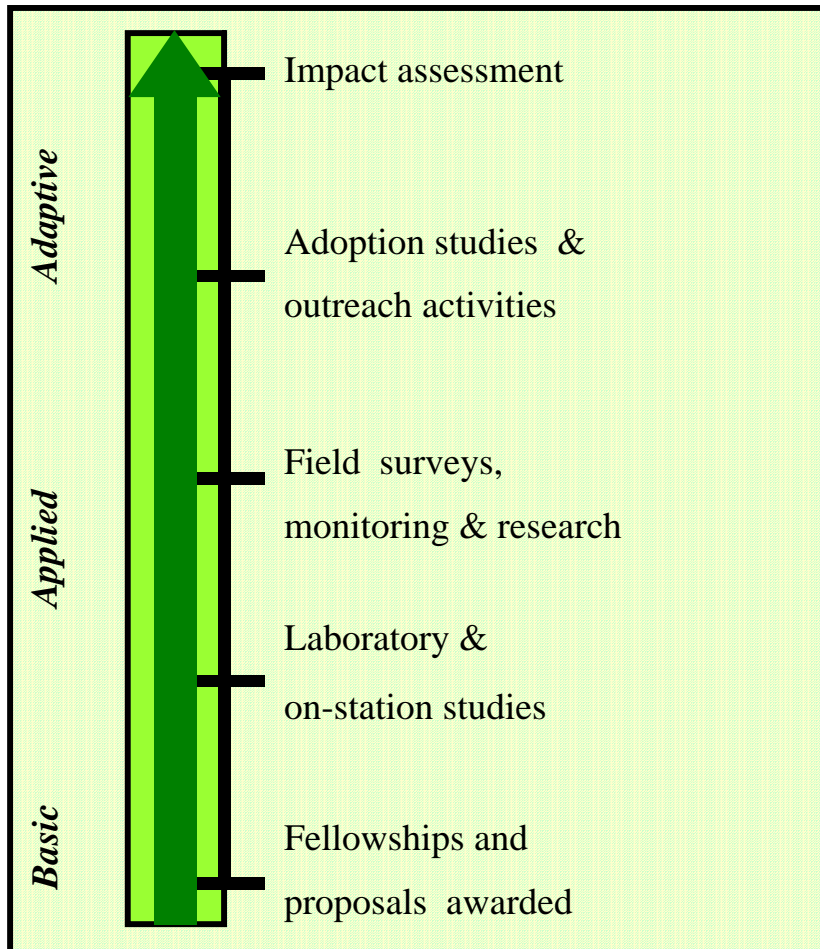 Impact assessment
Adaptive
Adoption studies &
outreach activities
Field surveys,
monitoring & research
Applied
Laboratory &
on-station studies
Basic
Fellowships and
proposals awarded